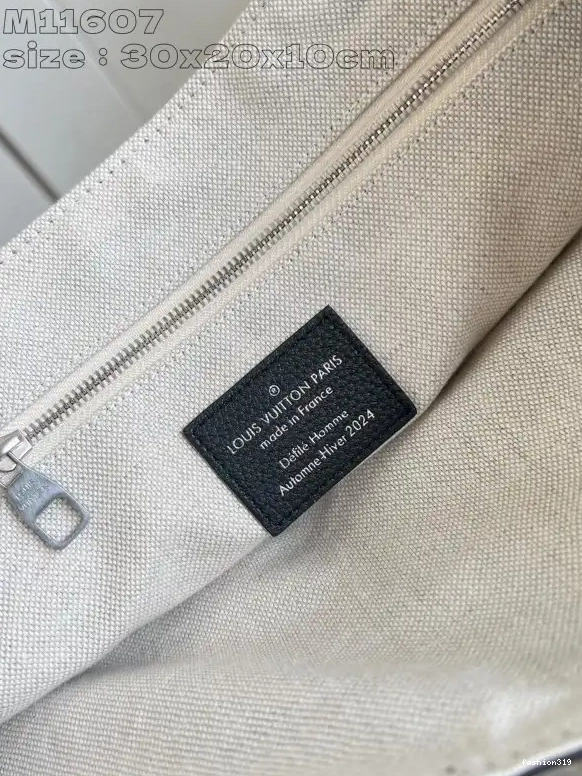 M11607
size : 30x20x10cm
®
LOUIS VUITTON PARIS
made in France
Défilé Homme
Automne-Hiver 2024
fashion319